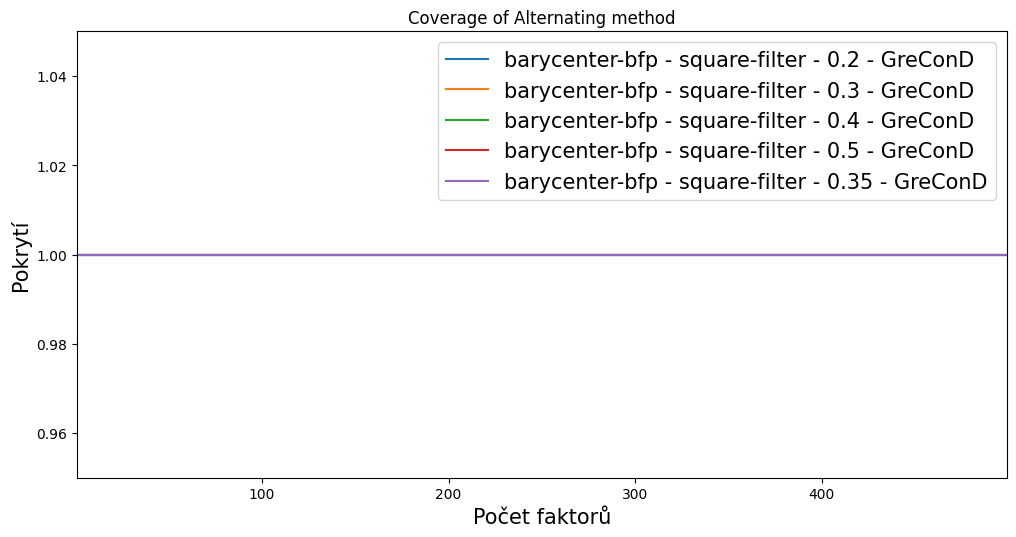 Coverage of Alternating method
barycenter-bfp - square-filter - 0.2 - GreConD
barycenter-bfp - square-filter - 0.3 - GreConD
barycenter-bfp - square-filter - 0.4 - GreConD
barycenter-bfp - square-filter - 0.5 - GreConD
barycenter-bfp - square-filter - 0.35 - GreConD
Pokrytí
1.04
1.02
1.00
0.98
0.96
100 200 300 400
Počet faktorů